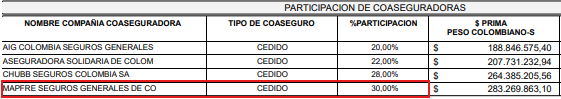 PARTICIPACION DE COASEGURADORAS
NOMBRE COMPAÑIA COASEGURADORA TIPO DE COASEGURO %PARTICIPACION $ PRIMA PESO COLOMBIANO-S
AIG COLOMBIA SEGUROS GENERALES CEDIDO 20,00% $ 188.846.575,40
ASEGURADORA SOLIDARIA DE COLOM CEDIDO 22,00% $ 207.731.232,94
CHUBB SEGUROS COLOMBIA SA CEDIDO 28,00% $ 264.385.205,56
MAPFRE SEGUROS GENERALES DE CO CEDIDO 30,00% $ 283.269.863,10